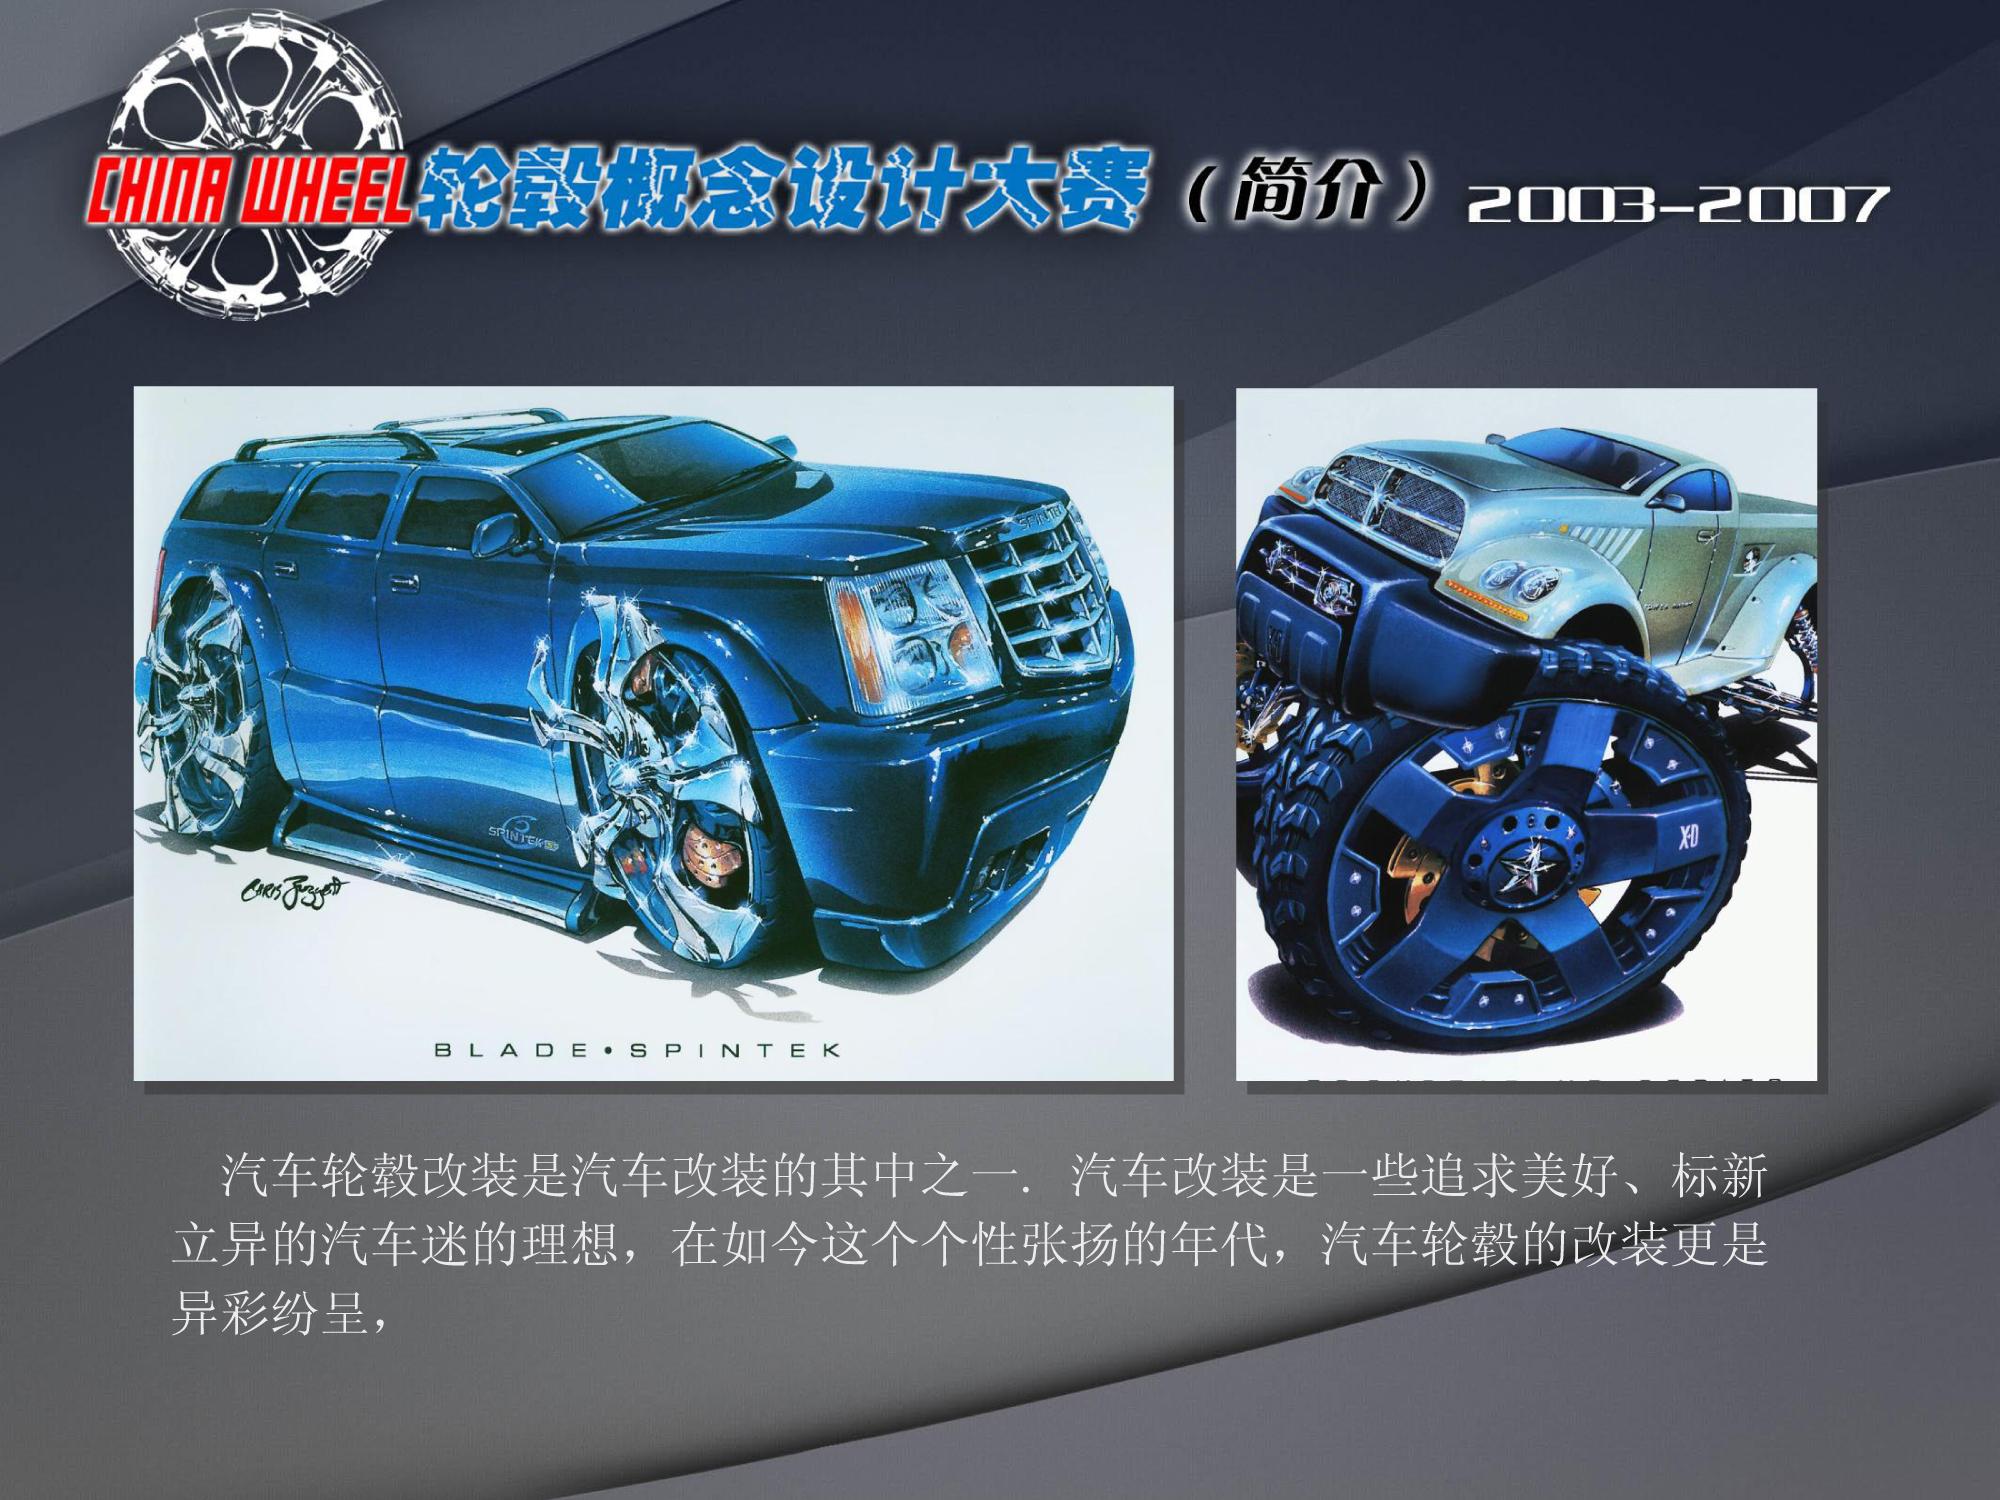 CHINA WHEEL轮毂概念设计大赛（简介）2003-2007
SPINTEK
SPINTEK
BLADE•SPINTEK
XD
汽车轮毂改装是汽车改装的其中之一. 汽车改装是一些追求美好、标新
立异的汽车迷的理想，在如今这个个性张扬的年代，汽车轮毂的改装更是
异彩纷呈，